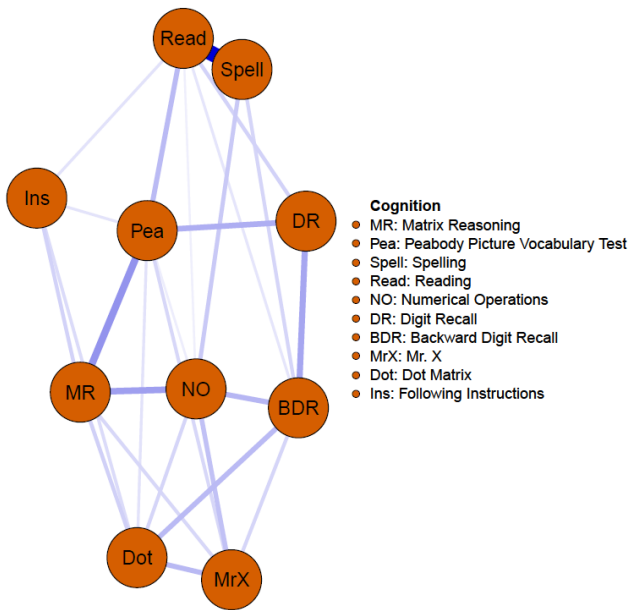 Read
Spell
Ins
Pea
DR
MR
NO
BDR
Dot
MrX
Cognition
MR: Matrix Reasoning
Pea: Peabody Picture Vocabulary Test
Spell: Spelling
Read: Reading
NO: Numerical Operations
DR: Digit Recall
BDR: Backward Digit Recall
MrX: Mr. X
Dot: Dot Matrix
Ins: Following Instructions